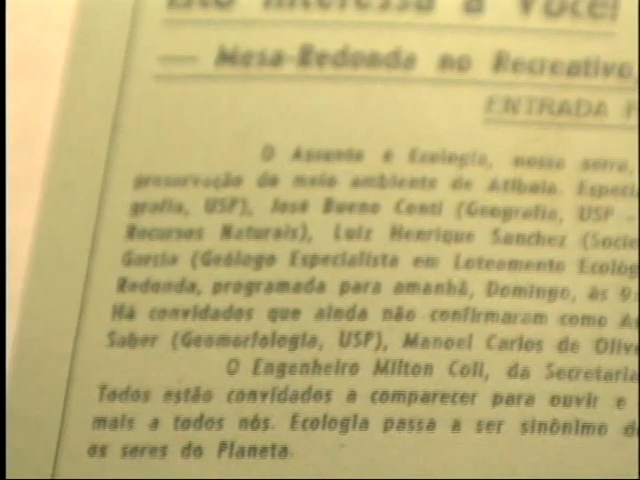 Isto Interessa a Você!
— Mesa-Redonda no Recreativo
ENTRADA
O Assunto é Ecologia, nossa serra,
preservação do meio ambiente de Atibaia. Especi
grafia, USP), José Bueno Conti (Geografia, USP -
Recursos Naturais), Luiz Henrique Sanchez (Socie
Garcia (Geólogo Especialista em Loteamento Ecológ
Redonda, programada para amanhã, Domingo, às 9
Há convidados que ainda não confirmaram como A
Saber (Geomorfologia, USP), Manoel Carlos de Olive
O Engenheiro Milton Coli, da Secretaria
Todos estão convidados a comparecer para ouvir e
mais a todos nós. Ecologia passa a ser sinônimo d
os seres do Planeta.